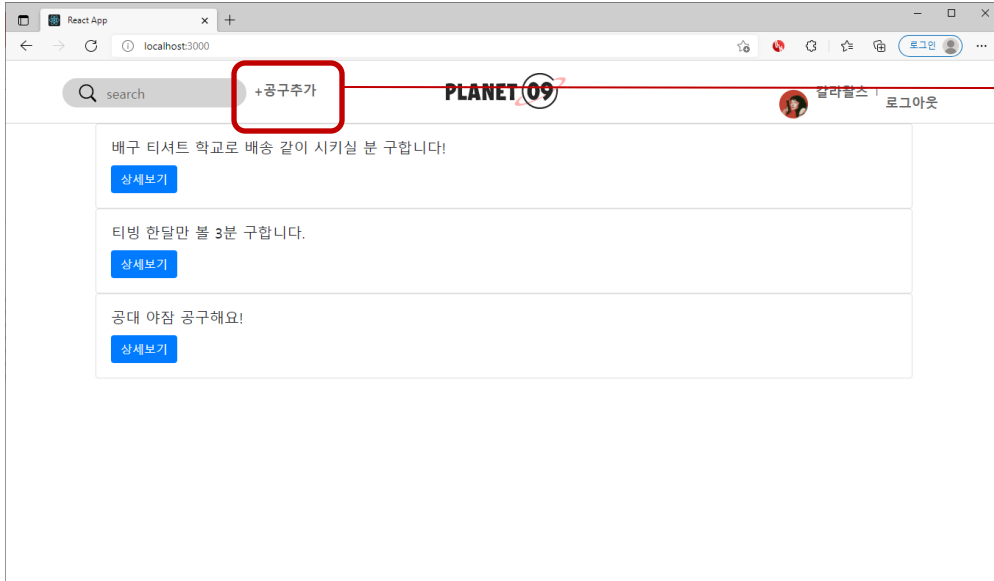 React App
localhost:3000
로그인
search
+공구추가
PLANET 09
갈라팔스
로그아웃
배구 티셔트 학교로 배송 같이 시키실 분 구합니다!
상세보기
티빙 한달만 볼 3분 구합니다.
상세보기
공대 야잠 공구해요!
상세보기